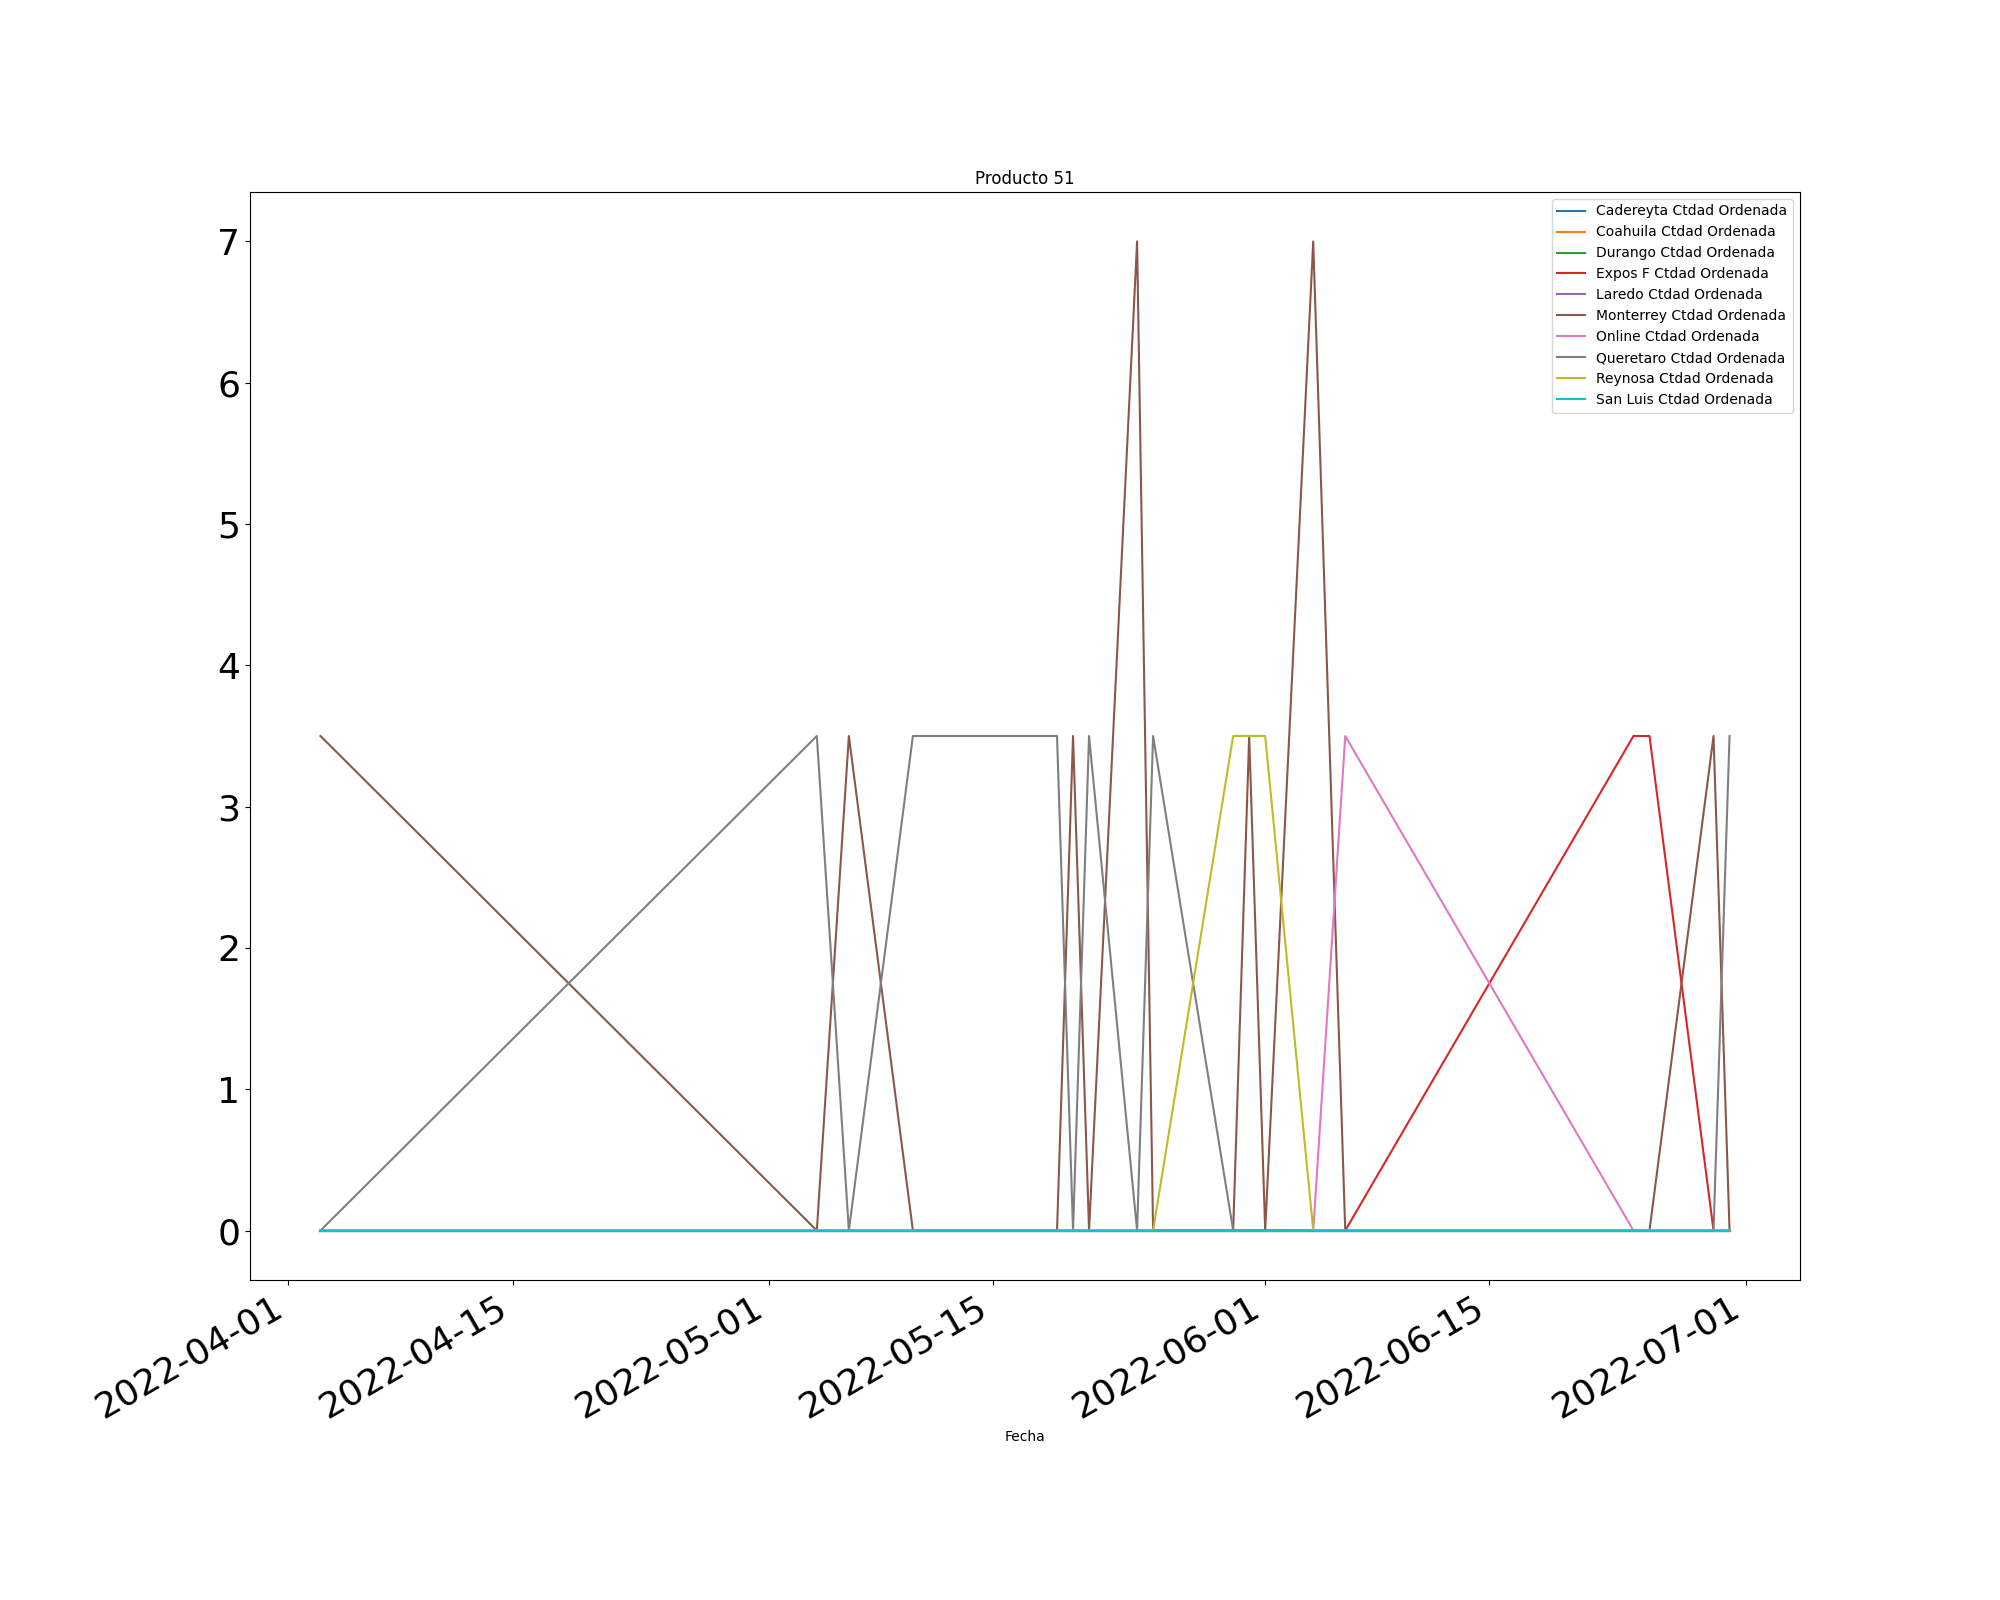 Producto 51
Cadereyta Ctdad Ordenada
Coahuila Ctdad Ordenada
Durango Ctdad Ordenada
Expos F Ctdad Ordenada
Laredo Ctdad Ordenada
Monterrey Ctdad Ordenada
Online Ctdad Ordenada
Queretaro Ctdad Ordenada
Reynosa Ctdad Ordenada
San Luis Ctdad Ordenada
7
6
5
4
3
2
1
0
2022-04-01
2022-04-15
2022-05-01
2022-05-15
2022-06-01
2022-06-15
2022-07-01
Fecha